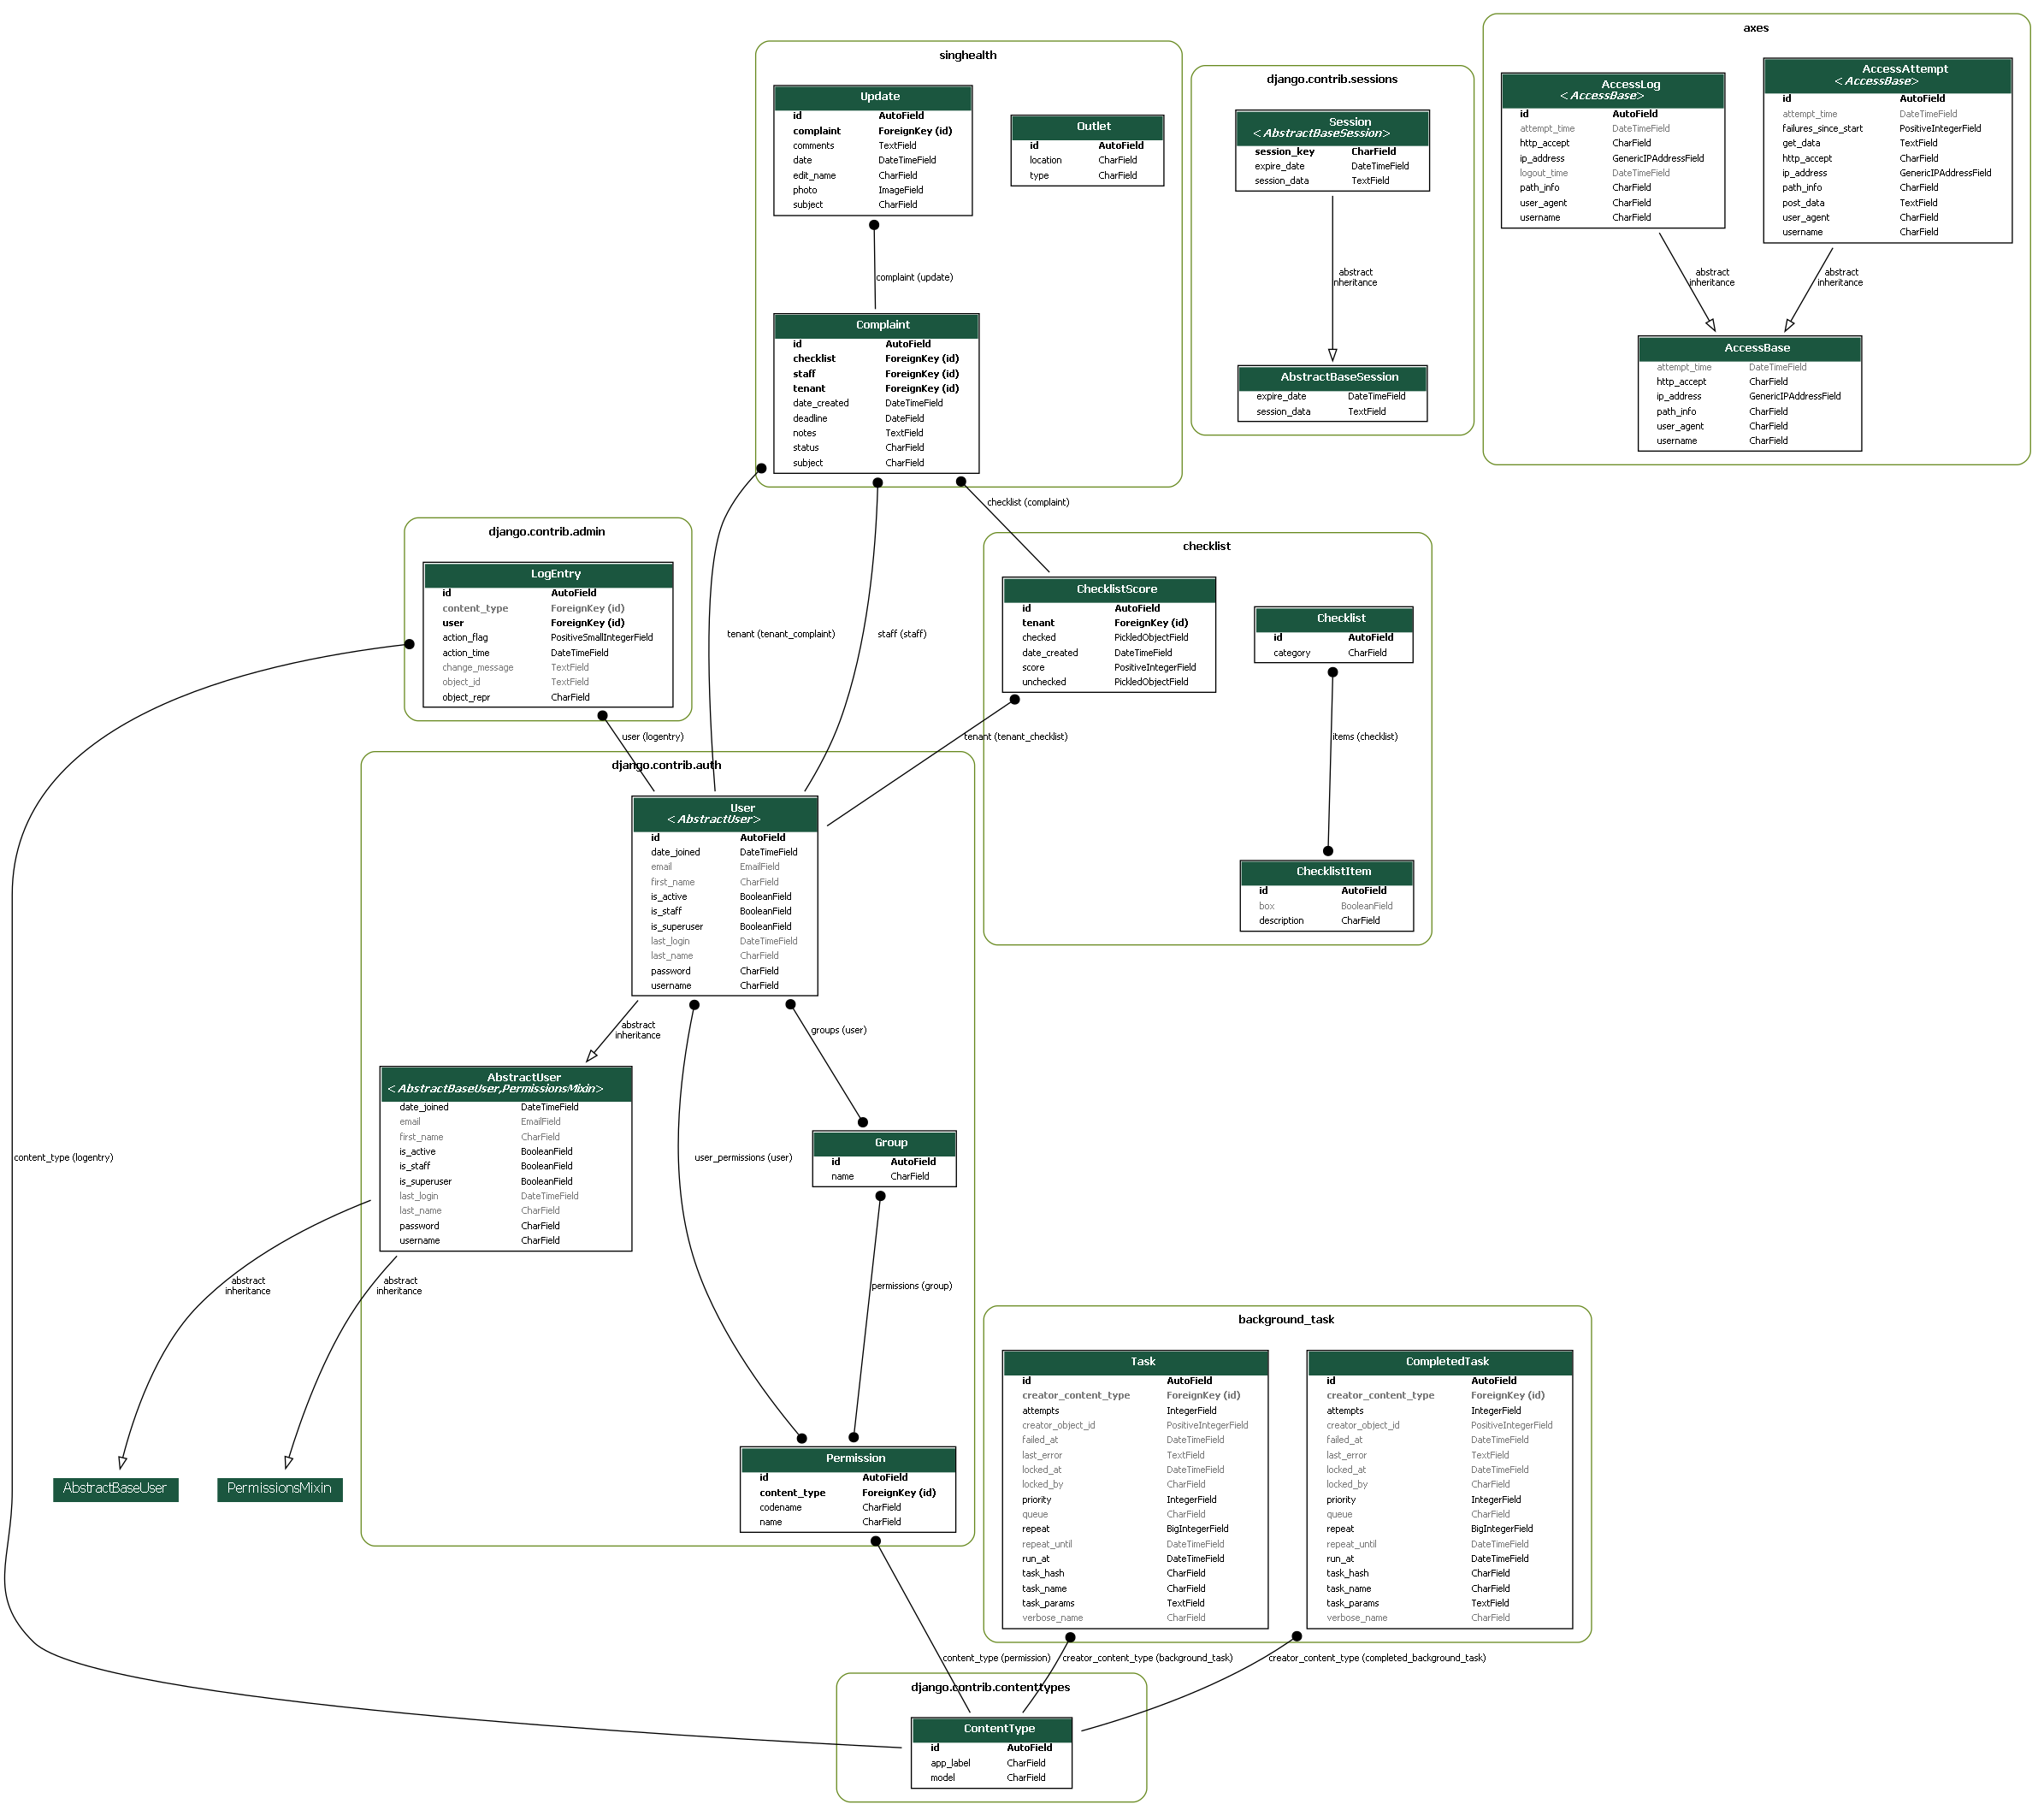 singhealth
Update
id AutoField
complaint ForeignKey (id)
comments TextField
date DateTimeField
edit_name CharField
photo ImageField
subject CharField
Outlet
id AutoField
location CharField
type CharField
complaint (update)
Complaint
id AutoField
checklist ForeignKey (id)
staff ForeignKey (id)
tenant ForeignKey (id)
date_created DateTimeField
deadline DateField
notes TextField
status CharField
subject CharField
django.contrib.sessions
Session
<AbstractBaseSession>
session_key CharField
expire_date DateTimeField
session_data TextField
abstract
inheritance
AbstractBaseSession
expire_date DateTimeField
session_data TextField
axes
AccessLog
<AccessBase>
id AutoField
attempt_time DateTimeField
http_accept CharField
ip_address GenericIPAddressField
logout_time DateTimeField
path_info CharField
user_agent CharField
username CharField
AccessAttempt
<AccessBase>
id AutoField
attempt_time DateTimeField
failures_since_start PositiveIntegerField
get_data TextField
http_accept CharField
ip_address GenericIPAddressField
path_info CharField
post_data TextField
user_agent CharField
username CharField
abstract
inheritance
abstract
inheritance
AccessBase
attempt_time DateTimeField
http_accept CharField
ip_address GenericIPAddressField
path_info CharField
user_agent CharField
username CharField
checklist (complaint)
django.contrib.admin
LogEntry
id AutoField
content_type ForeignKey (id)
user ForeignKey (id)
action_flag PositiveSmallIntegerField
action_time DateTimeField
change_message TextField
object_id TextField
object_repr CharField
tenant (tenant_complaint)
staff (staff)
checklist
ChecklistScore
id AutoField
tenant ForeignKey (id)
checked PickledObjectField
date_created DateTimeField
score PositiveIntegerField
unchecked PickledObjectField
Checklist
id AutoField
category CharField
user (logentry)
tenant (tenant_checklist)
items (checklist)
ChecklistItem
id AutoField
box BooleanField
description CharField
django.contrib.auth
User
<AbstractUser>
id AutoField
date_joined DateTimeField
email EmailField
first_name CharField
is_active BooleanField
is_staff BooleanField
is_superuser BooleanField
last_login DateTimeField
last_name CharField
password CharField
username CharField
abstract
inheritance
groups (user)
AbstractUser
<AbstractBaseUser,PermissionsMixin>
date_joined DateTimeField
email EmailField
first_name CharField
is_active BooleanField
is_staff BooleanField
is_superuser BooleanField
last_login DateTimeField
last_name CharField
password CharField
username CharField
content_type (logentry)
user_permissions (user)
Group
id AutoField
name CharField
abstract
inheritance
abstract
inheritance
permissions (group)
AbstractBaseUser
PermissionsMixin
Permission
id AutoField
content_type ForeignKey (id)
codename CharField
name CharField
background_task
Task
id AutoField
creator_content_type ForeignKey (id)
attempts IntegerField
creator_object_id PositiveIntegerField
failed_at DateTimeField
last_error TextField
locked_at DateTimeField
locked_by CharField
priority IntegerField
queue CharField
repeat BigIntegerField
repeat_until DateTimeField
run_at DateTimeField
task_hash CharField
task_name CharField
task_params TextField
verbose_name CharField
CompletedTask
id AutoField
creator_content_type ForeignKey (id)
attempts IntegerField
creator_object_id PositiveIntegerField
failed_at DateTimeField
last_error TextField
locked_at DateTimeField
locked_by CharField
priority IntegerField
queue CharField
repeat BigIntegerField
repeat_until DateTimeField
run_at DateTimeField
task_hash CharField
task_name CharField
task_params TextField
verbose_name CharField
content_type (permission)
creator_content_type (background_task)
creator_content_type (completed_background_task)
django.contrib.contenttypes
ContentType
id AutoField
app_label CharField
model CharField